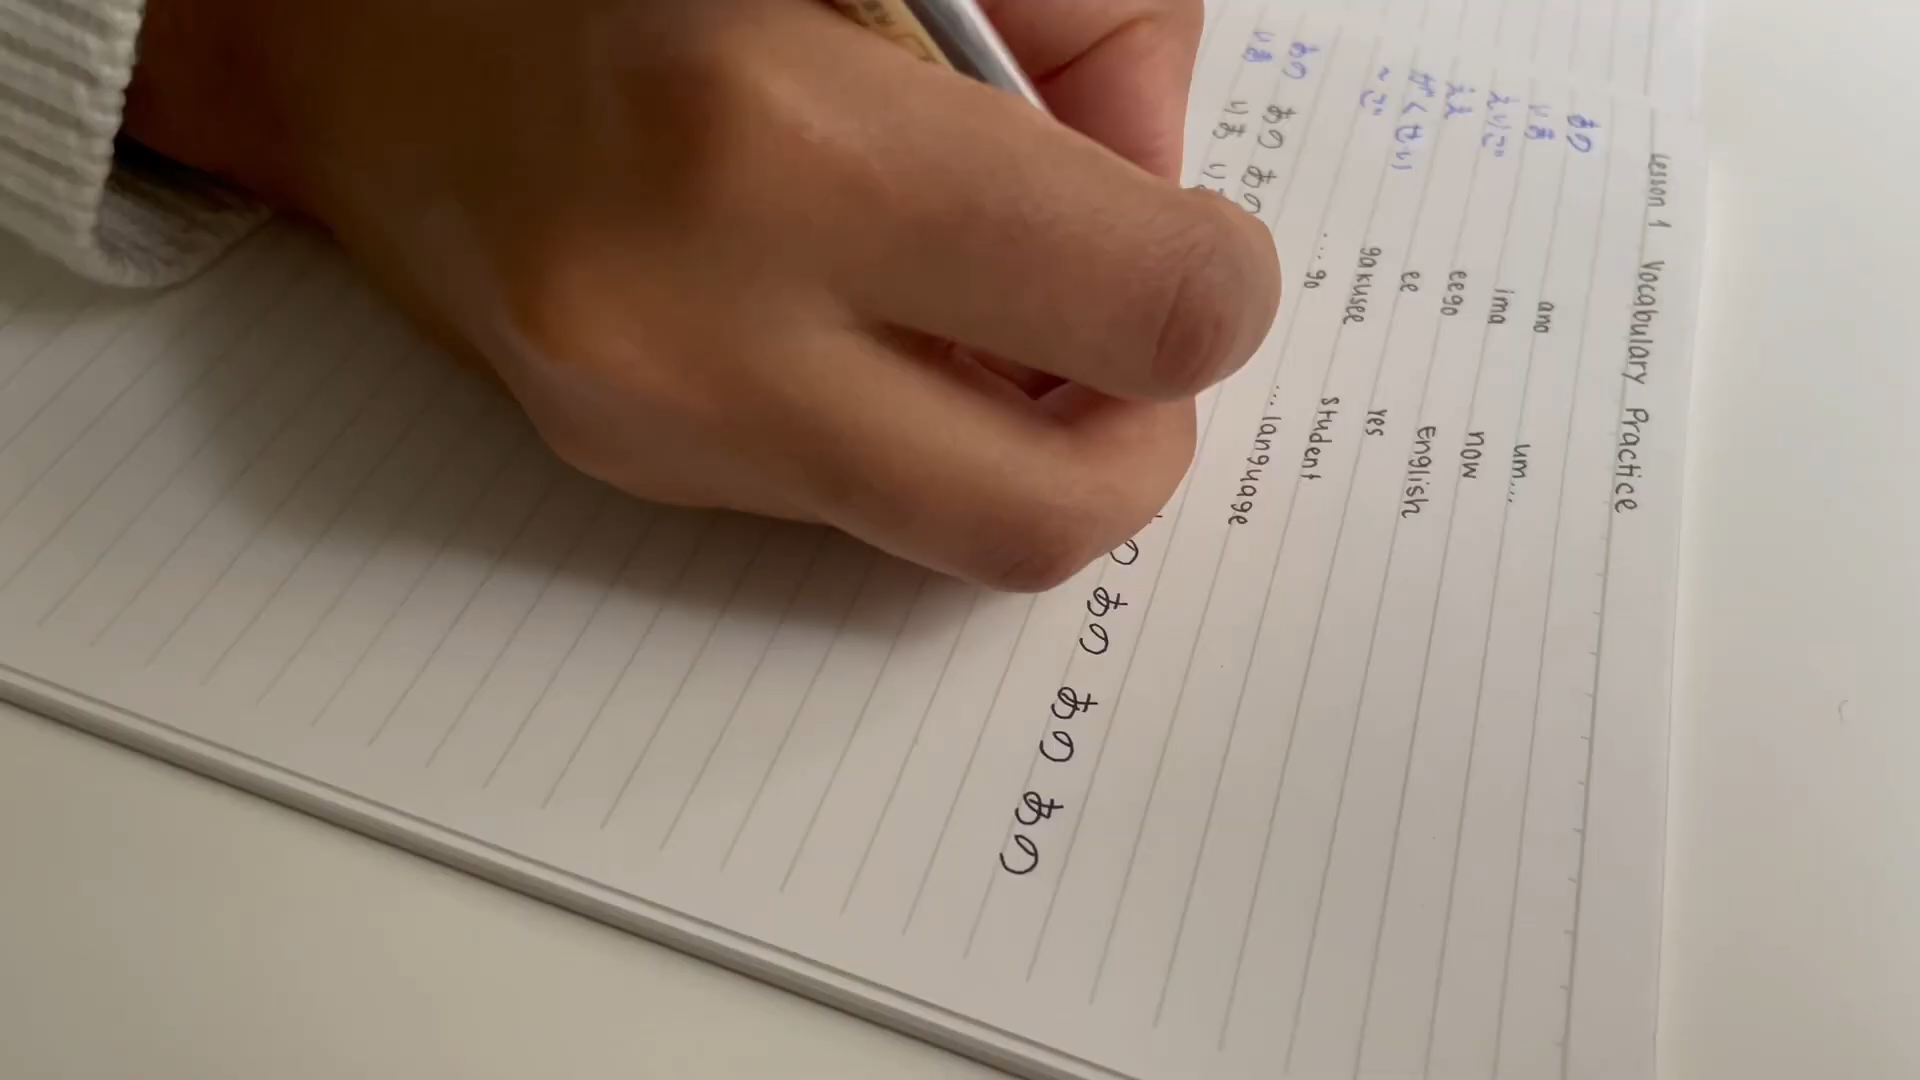 Lesson 1 Vocabulary Practice
あの ano um...
いま ima now
えいご eego English
ええ ee yes
がくせい gakusee student
~ご ...go ...language
あの あの あの の あの あの あの
いま いま い